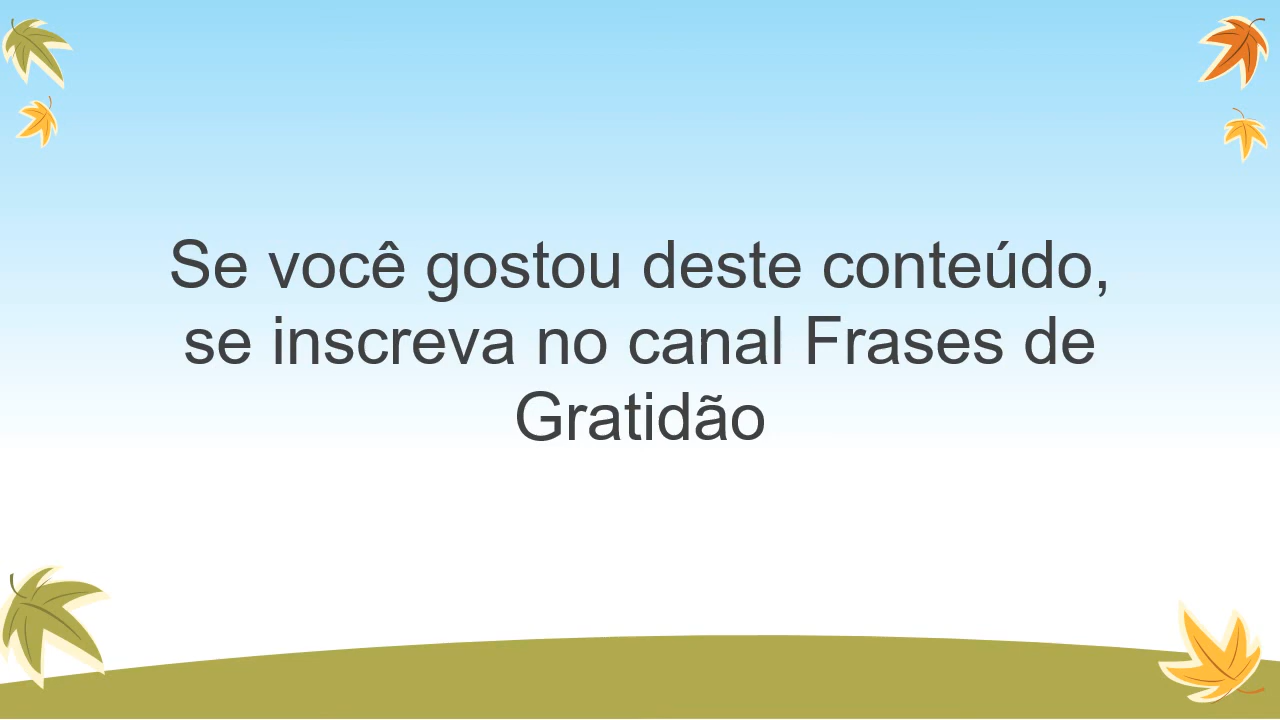 Se você gostou deste conteúdo,
se inscreva no canal Frases de
Gratidão